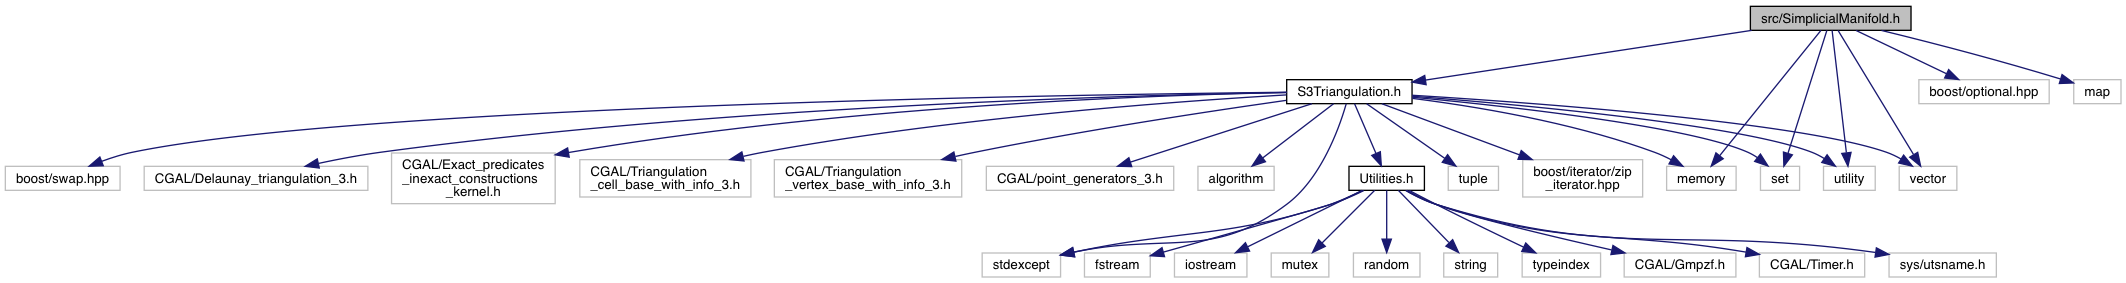 src/SimplicialManifold.h
S3Triangulation.h
boost/optional.hpp
map
boost/swap.hpp
CGAL/Delaunay_triangulation_3.h
CGAL/Exact_predicates
_inexact_constructions
_kernel.h
CGAL/Triangulation
_cell_base_with_info_3.h
CGAL/Triangulation
_vertex_base_with_info_3.h
CGAL/point_generators_3.h
algorithm
Utilities.h
tuple
boost/iterator/zip
_iterator.hpp
memory
set
utility
vector
stdexcept
fstream
iostream
mutex
random
string
typeindex
CGAL/Gmpzf.h
CGAL/Timer.h
sys/utsname.h